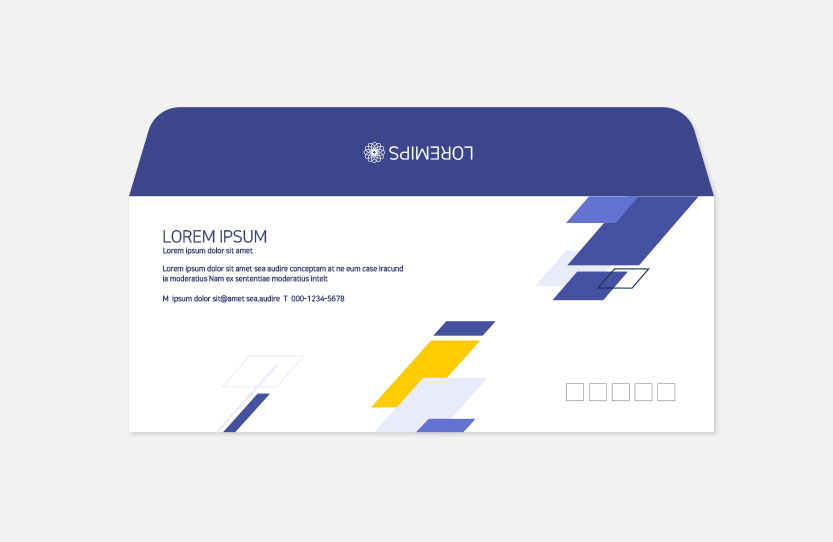 LOREMIPS
LOREM IPSUM
Lorem ipsum dolor sit amet
Lorem ipsum dolor sit amet sea audire conceptam at ne eum case iracund
ia moderatius Nam ex sententiae moderatius intelt
M ipsum dolor sit@amet sea.audire T 000-1234-5678